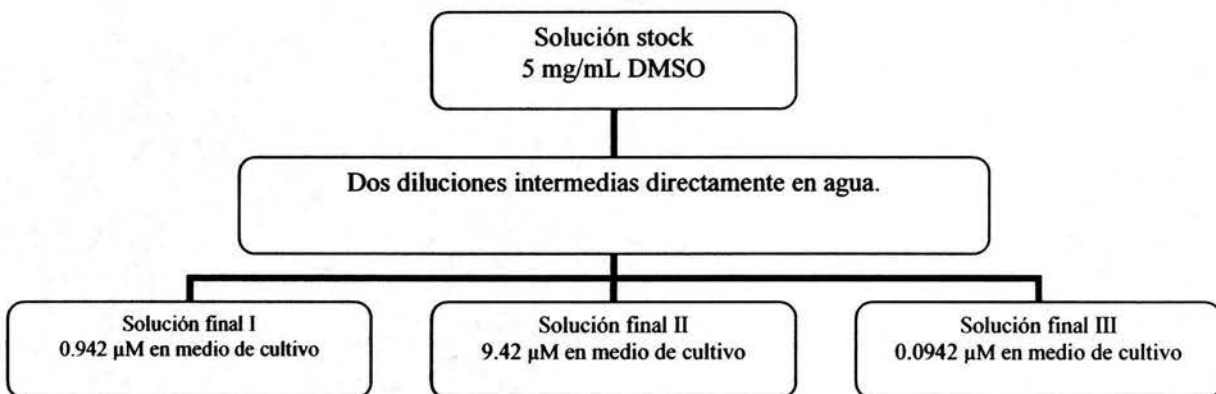 Solución stock
5 mg/mL DMSO
Dos diluciones intermedias directamente en agua.
Solución final I
0.942 µM en medio de cultivo
Solución final II
9.42 µM en medio de cultivo
Solución final III
0.0942 µM en medio de cultivo